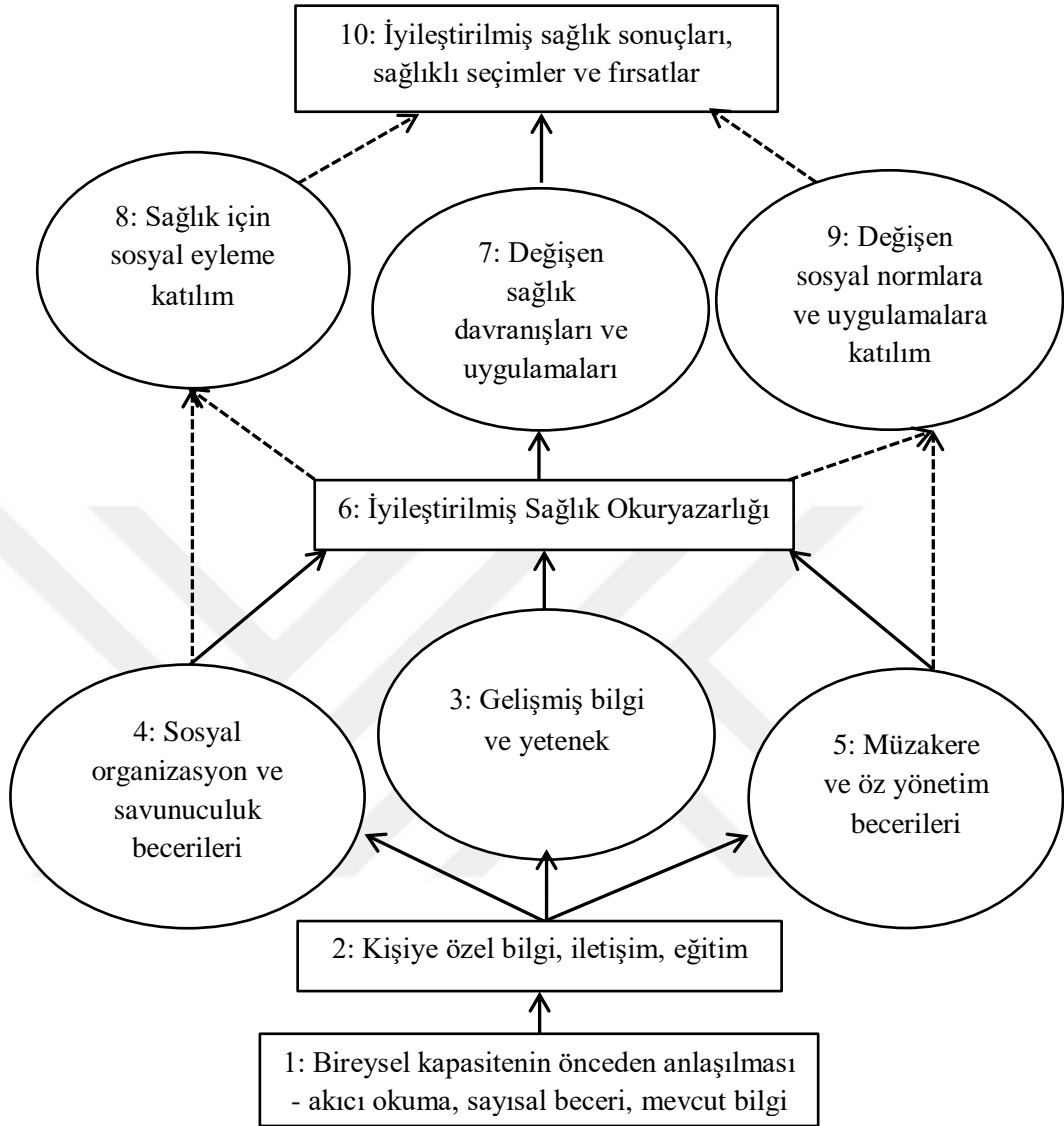 10: İyileştirilmiş sağlık sonuçları,
sağlıklı seçimler ve fırsatlar
8: Sağlık için
sosyal eyleme
katılım
7: Değişen
sağlık
davranışları ve
uygulamaları
9: Değişen
sosyal normlara
ve uygulamalara
katılım
6: İyileştirilmiş Sağlık Okuryazarlığı
4: Sosyal
organizasyon ve
savunuculuk
becerileri
3: Gelişmiş bilgi
ve yetenek
5: Müzakere
ve öz yönetim
becerileri
2: Kişiye özel bilgi, iletişim, eğitim
1: Bireysel kapasitenin önceden anlaşılması
- akıcı okuma, sayısal beceri, mevcut bilgi